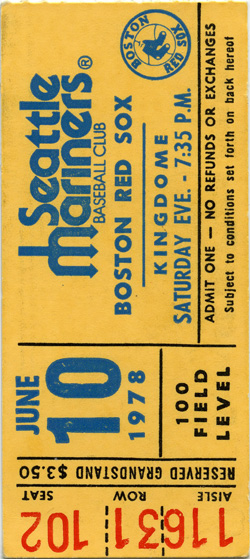 Seattle
Mariners®
BASEBALL CLUB
BOSTON RED SOX
BOSTON
RED SOX
KINGDOME
SATURDAY EVE. - 7:35 P.M.
ADMIT ONE — NO REFUNDS OR EXCHANGES
Subject to conditions set forth on back hereof
JUNE
10
1978
100
FIELD
LEVEL
RESERVED GRANDSTAND $3.50
AISLE ROW SEAT
116 31 102